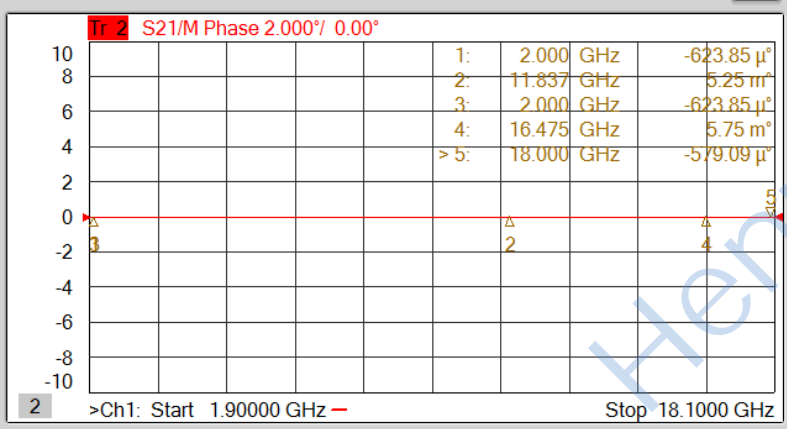 Tr 2 S21/M Phase 2.000°/ 0.00°
10
8
6
4
2
0
-2
-4
-6
-8
-10
1: 2.000 GHz -623.85 µ°
2: 11.837 GHz 5.25 m°
3: 2.000 GHz -623.85 µ°
4: 16.475 GHz 5.75 m°
> 5: 18.000 GHz -579.09 µ°
5
3
2
4
2 >Ch1: Start 1.90000 GHz Stop 18.1000 GHz